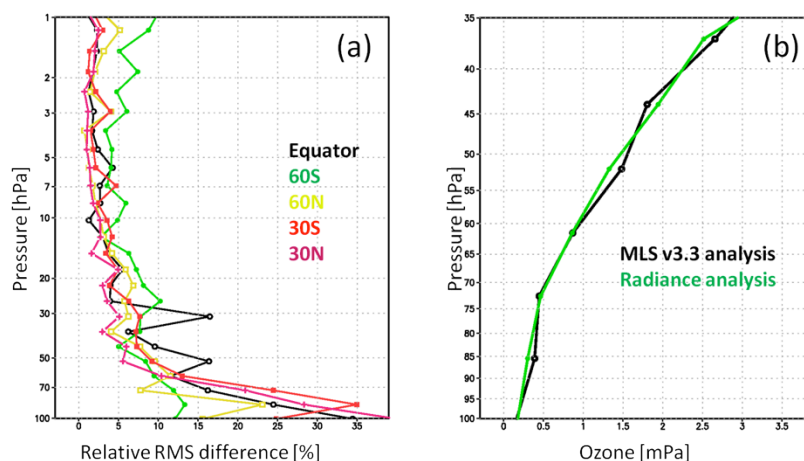 (a)
Pressure [hPa]
1
2
3
5
7
10
20
30
50
70
100
Equator
60S
60N
30S
30N
0 5 10 15 20 25 30 35
Relative RMS difference [%]
(b)
Pressure [hPa]
35
40
45
50
55
60
65
70
75
80
85
90
95
100
MLS v3.3 analysis
Radiance analysis
0 0.5 1 1.5 2 2.5 3 3.5
Ozone [mPa]